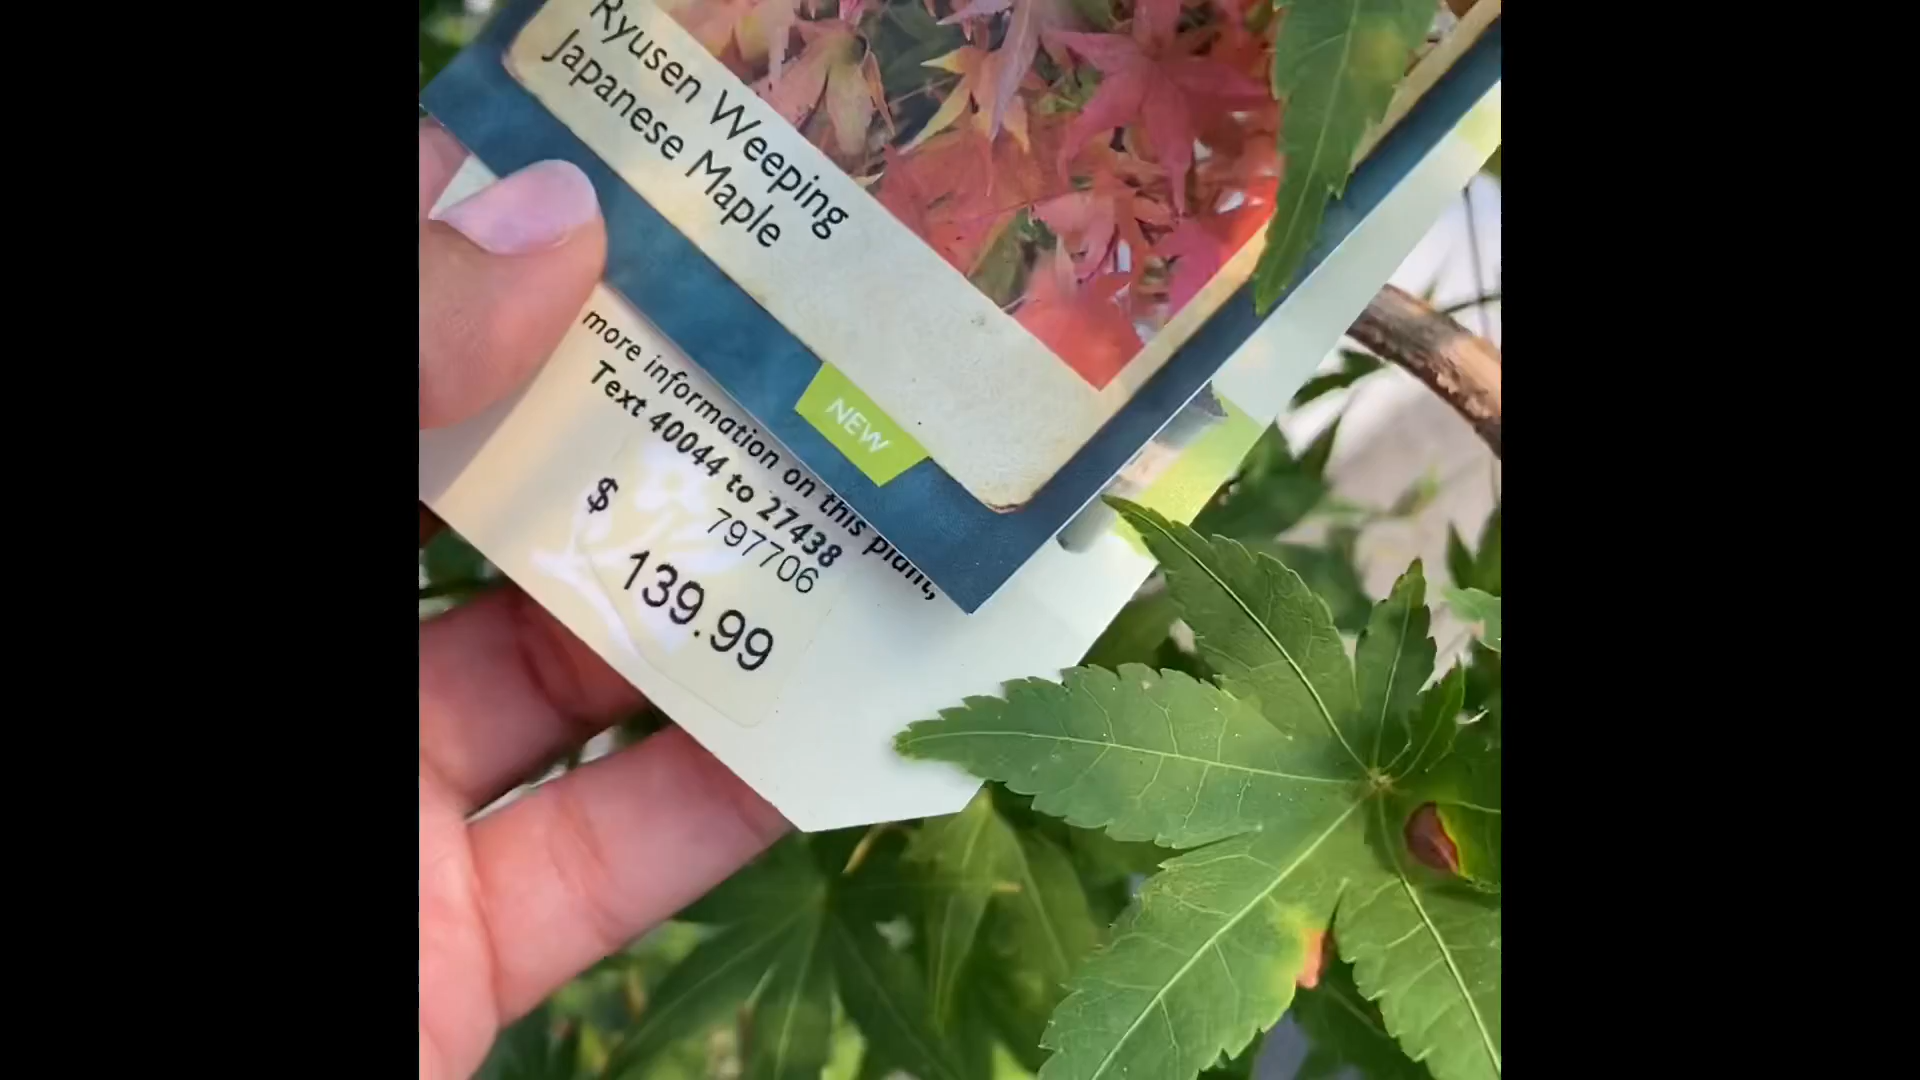 Ryusen Weeping
Japanese Maple
NEW
more information on this plant,
Text 40044 to 27438
797706
$
139.99